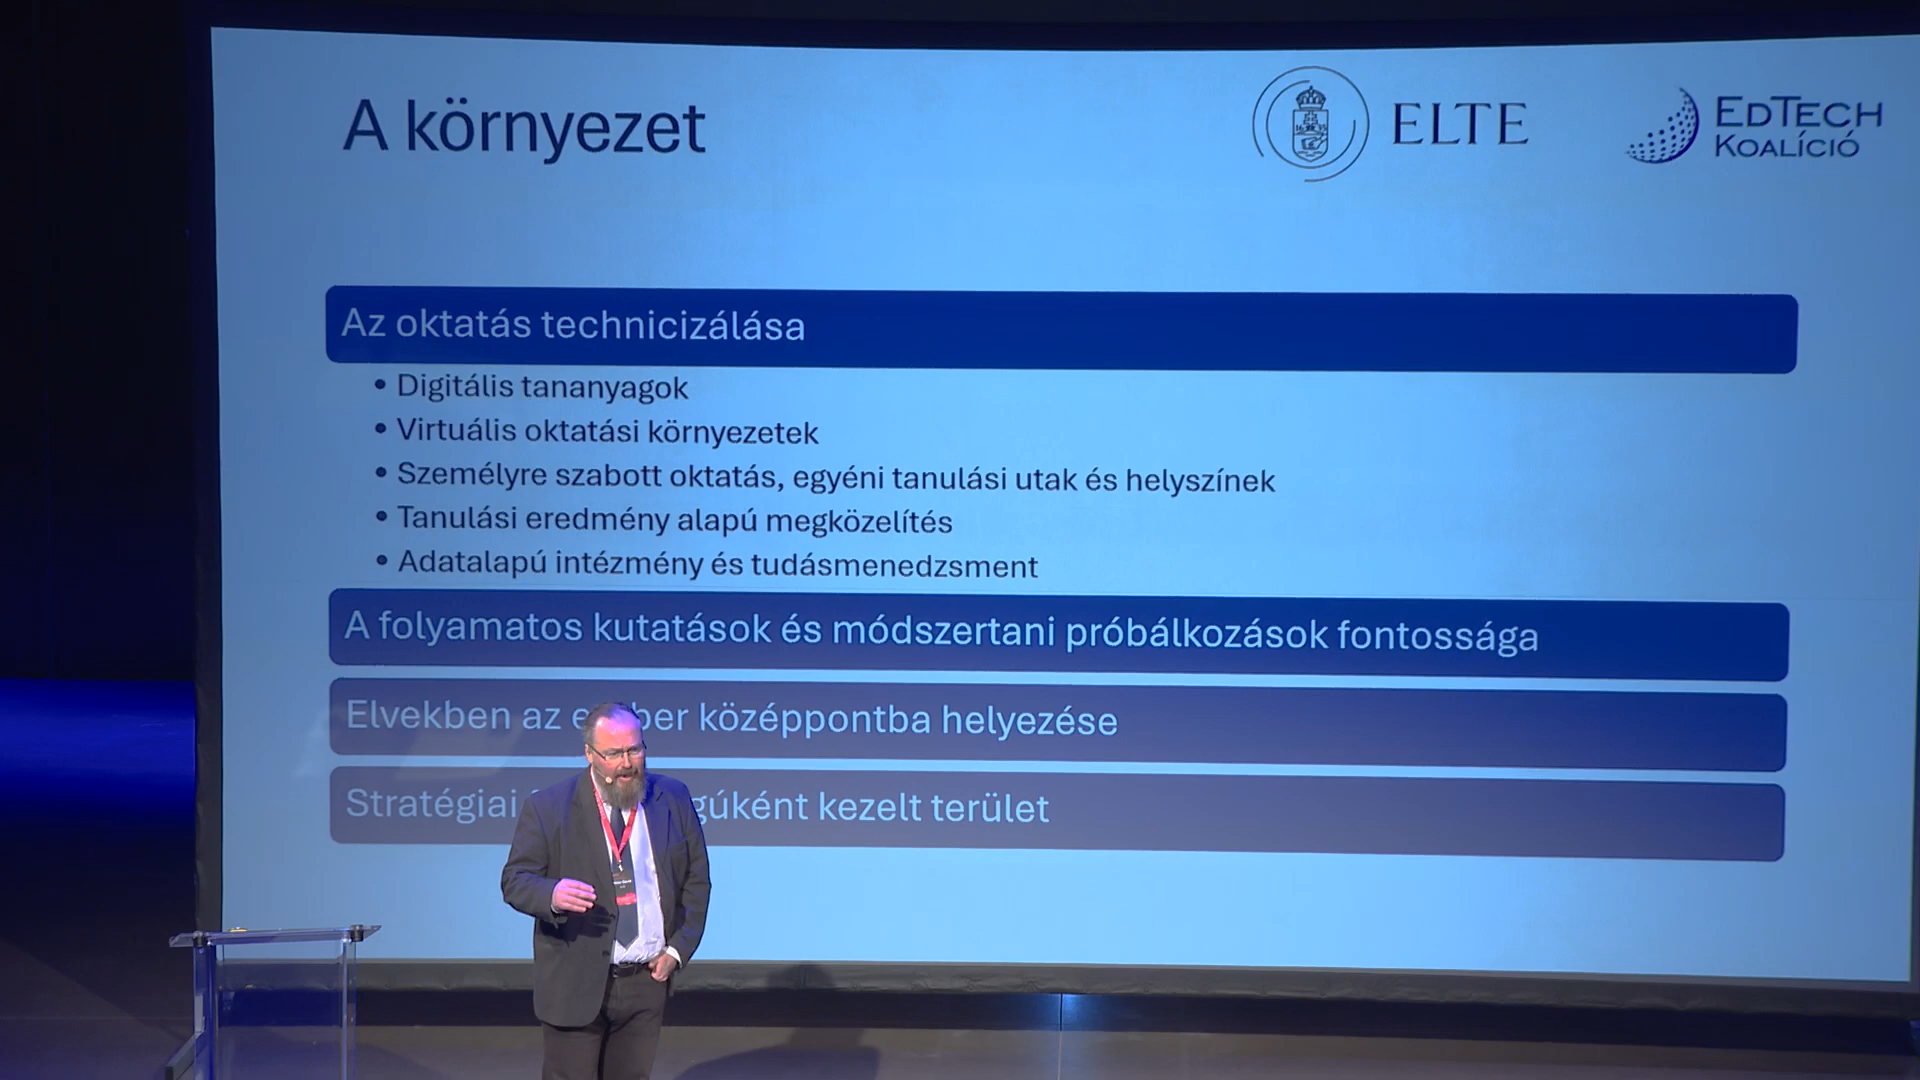 A környezet
ELTE
EDTECH
KOALÍCIÓ
Az oktatás technicizálása
• Digitális tananyagok
• Virtuális oktatási környezetek
• Személyre szabott oktatás, egyéni tanulási utak és helyszínek
• Tanulási eredmény alapú megközelítés
• Adatalapú intézmény és tudásmenedzsment
A folyamatos kutatások és módszertani próbálkozások fontossága
Elvekben az középpontba helyezése
Stratégiai kezelt terület